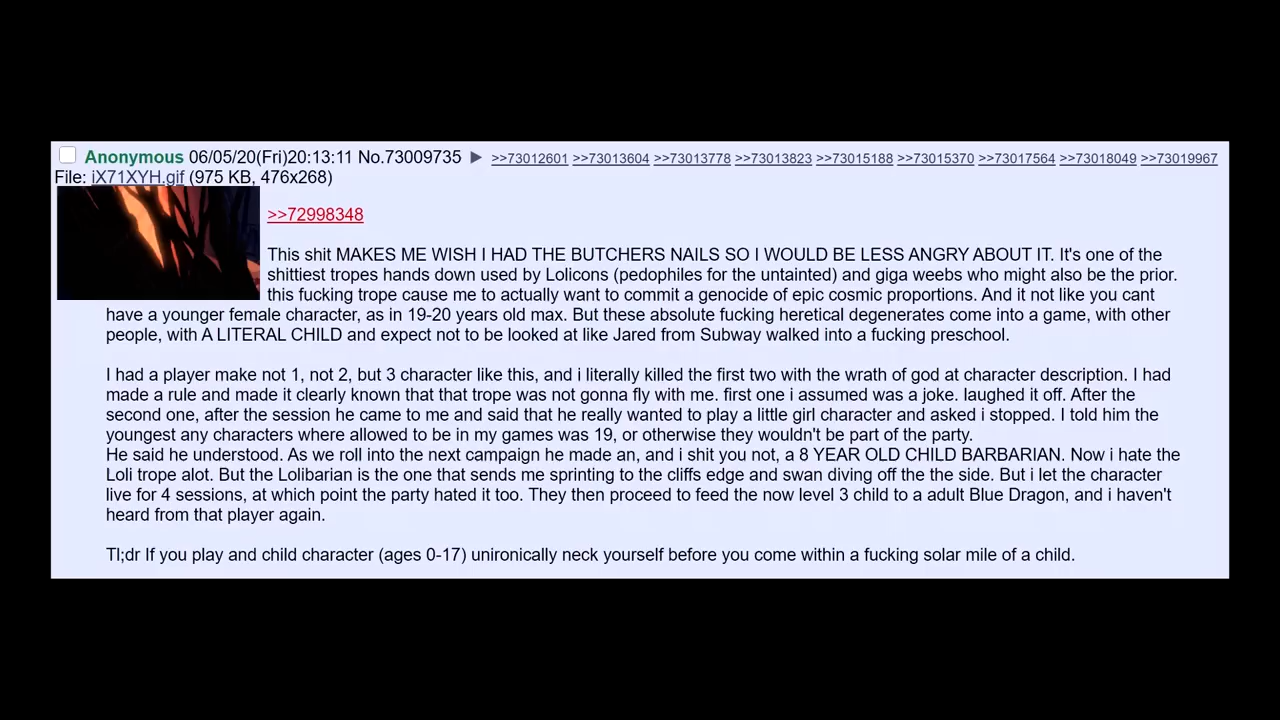 Anonymous 06/05/20(Fri)20:13:11 No.73009735 ▶ >>73012601 >>73013604 >>73013778 >>73013823 >>73015188 >>73015370 >>73017564 >>73018049 >>73019967
File: iX71XYH.gif (975 KB, 476x268)
>>72998348
This shit MAKES ME WISH I HAD THE BUTCHERS NAILS SO I WOULD BE LESS ANGRY ABOUT IT. It's one of the
shittiest tropes hands down used by Lolicons (pedophiles for the untainted) and giga weebs who might also be the prior.
this fucking trope cause me to actually want to commit a genocide of epic cosmic proportions. And it not like you cant
have a younger female character, as in 19-20 years old max. But these absolute fucking heretical degenerates come into a game, with other
people, with A LITERAL CHILD and expect not to be looked at like Jared from Subway walked into a fucking preschool.
I had a player make not 1, not 2, but 3 character like this, and i literally killed the first two with the wrath of god at character description. I had
made a rule and made it clearly known that that trope was not gonna fly with me. first one i assumed was a joke. laughed it off. After the
second one, after the session he came to me and said that he really wanted to play a little girl character and asked i stopped. I told him the
youngest any characters where allowed to be in my games was 19, or otherwise they wouldn't be part of the party.
He said he understood. As we roll into the next campaign he made an, and i shit you not, a 8 YEAR OLD CHILD BARBARIAN. Now i hate the
Loli trope alot. But the Lolibarian is the one that sends me sprinting to the cliffs edge and swan diving off the the side. But i let the character
live for 4 sessions, at which point the party hated it too. They then proceed to feed the now level 3 child to a adult Blue Dragon, and i haven't
heard from that player again.
Tl;dr If you play and child character (ages 0-17) unironically neck yourself before you come within a fucking solar mile of a child.